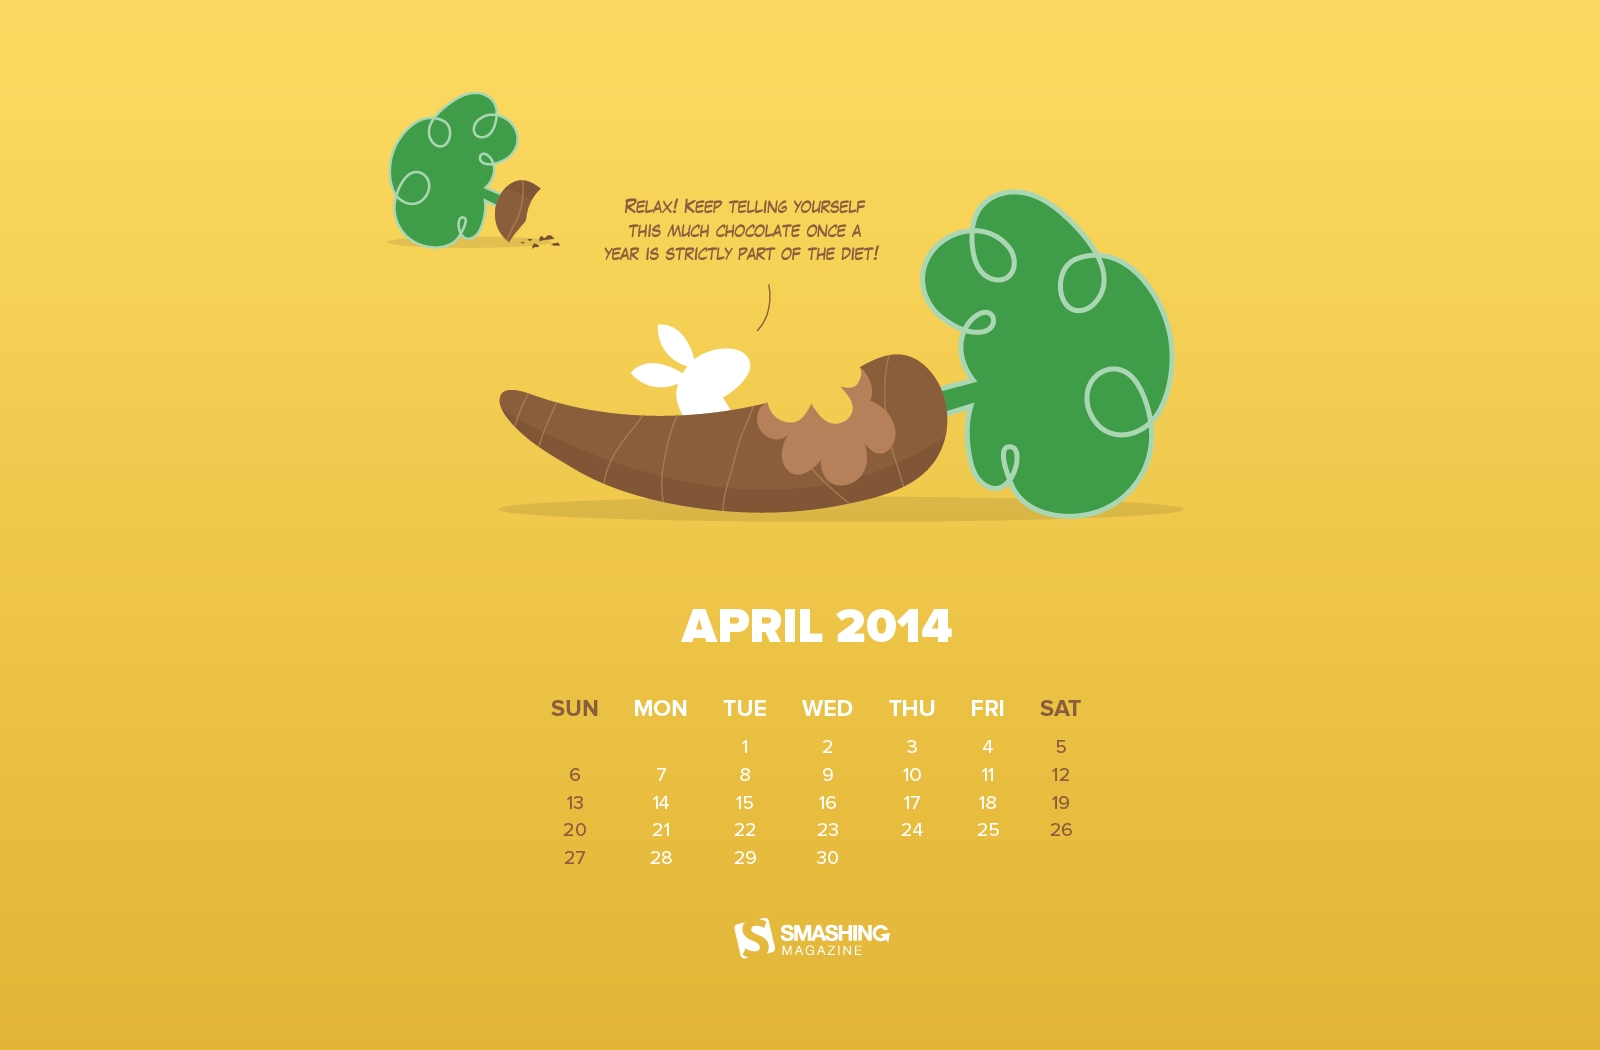 RELAX! KEEP TELLING YOURSELF
THIS MUCH CHOCOLATE ONCE A
YEAR IS STRICTLY PART OF THE DIET!
APRIL 2014
SUN MON TUE WED THU FRI SAT
1 2 3 4 5
6 7 8 9 10 11 12
13 14 15 16 17 18 19
20 21 22 23 24 25 26
27 28 29 30
SMASHING
MAGAZINE